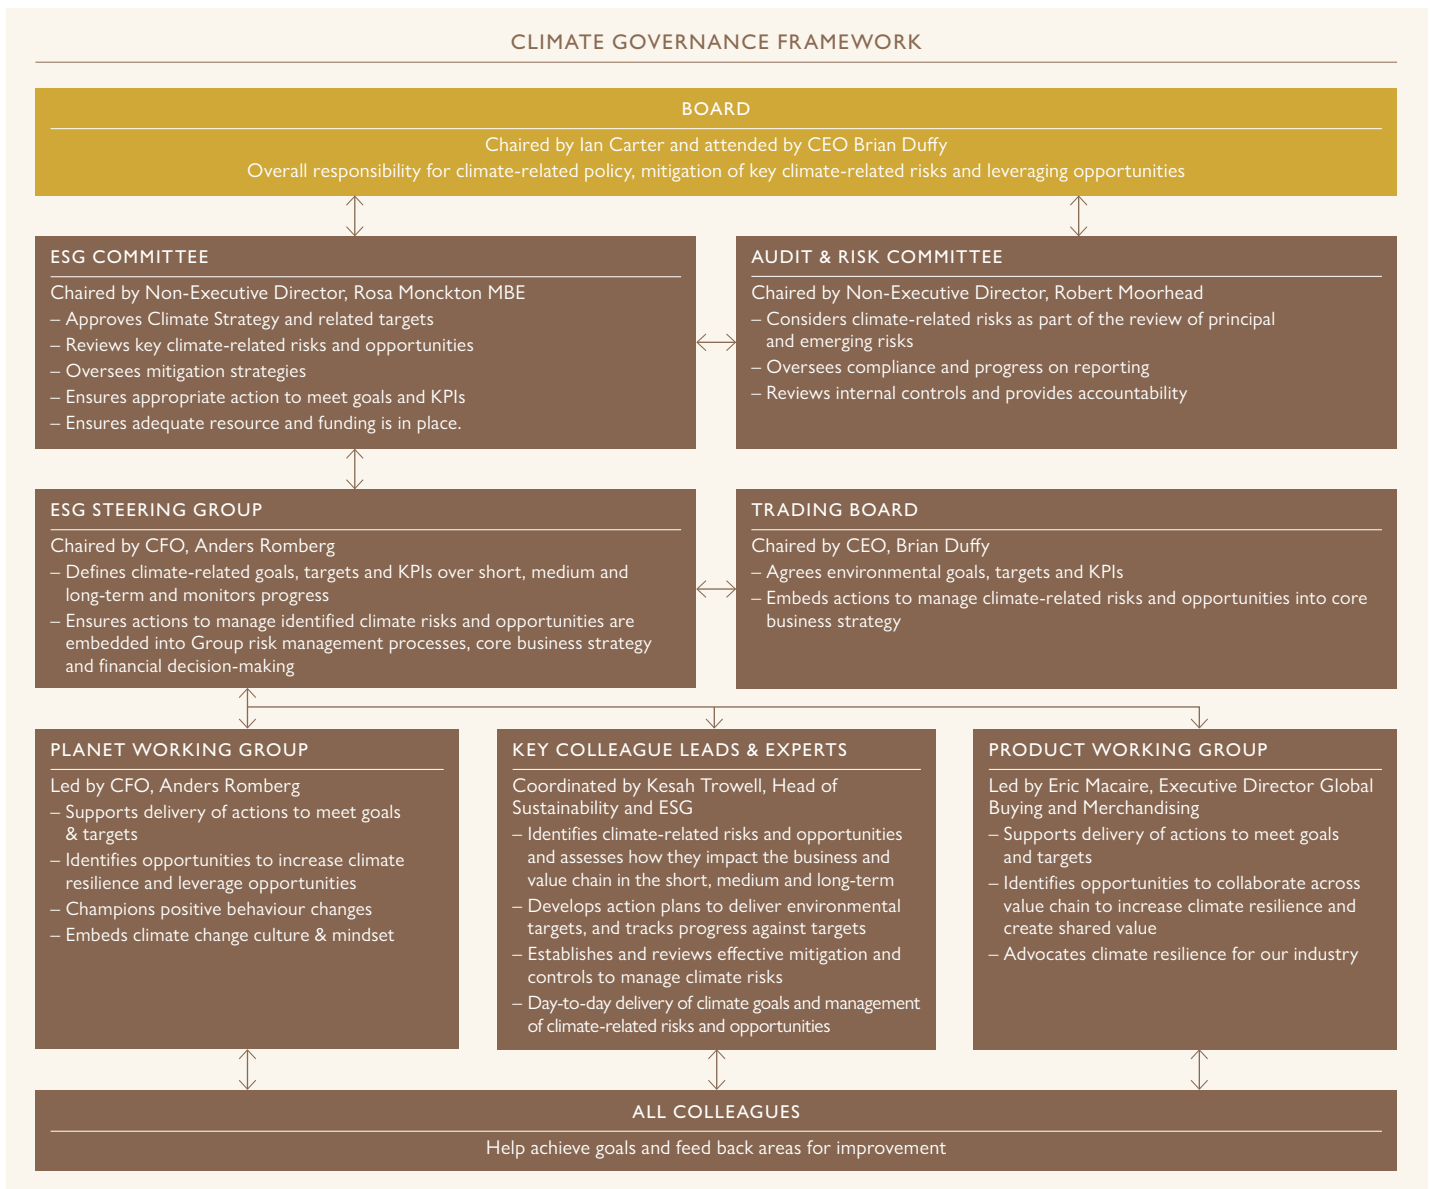 CLIMATE GOVERNANCE FRAMEWORK
BOARD
Chaired by Ian Carter and attended by CEO Brian Duffy
Overall responsibility for climate-related policy, mitigation of key climate-related risks and leveraging opportunities
ESG COMMITTEE
Chaired by Non-Executive Director, Rosa Monckton MBE
– Approves Climate Strategy and related targets
– Reviews key climate-related risks and opportunities
– Oversees mitigation strategies
– Ensures appropriate action to meet goals and KPIs
– Ensures adequate resource and funding is in place.
AUDIT & RISK COMMITTEE
Chaired by Non-Executive Director, Robert Moorhead
– Considers climate-related risks as part of the review of principal
and emerging risks
– Oversees compliance and progress on reporting
– Reviews internal controls and provides accountability
ESG STEERING GROUP
Chaired by CFO, Anders Romberg
– Defines climate-related goals, targets and KPIs over short, medium and
long-term and monitors progress
– Ensures actions to manage identified climate risks and opportunities are
embedded into Group risk management processes, core business strategy
and financial decision-making
TRADING BOARD
Chaired by CEO, Brian Duffy
– Agrees environmental goals, targets and KPIs
– Embeds actions to manage climate-related risks and opportunities into core
business strategy
PLANET WORKING GROUP
Led by CFO, Anders Romberg
– Supports delivery of actions to meet goals
& targets
– Identifies opportunities to increase climate
resilience and leverage opportunities
– Champions positive behaviour changes
– Embeds climate change culture & mindset
KEY COLLEAGUE LEADS & EXPERTS
Coordinated by Kesah Trowell, Head of
Sustainability and ESG
– Identifies climate-related risks and opportunities
and assesses how they impact the business and
value chain in the short, medium and long-term
– Develops action plans to deliver environmental
targets, and tracks progress against targets
– Establishes and reviews effective mitigation and
controls to manage climate risks
– Day-to-day delivery of climate goals and management
of climate-related risks and opportunities
PRODUCT WORKING GROUP
Led by Eric Macaire, Executive Director Global
Buying and Merchandising
– Supports delivery of actions to meet goals
and targets
– Identifies opportunities to collaborate across
value chain to increase climate resilience and
create shared value
– Advocates climate resilience for our industry
ALL COLLEAGUES
Help achieve goals and feed back areas for improvement